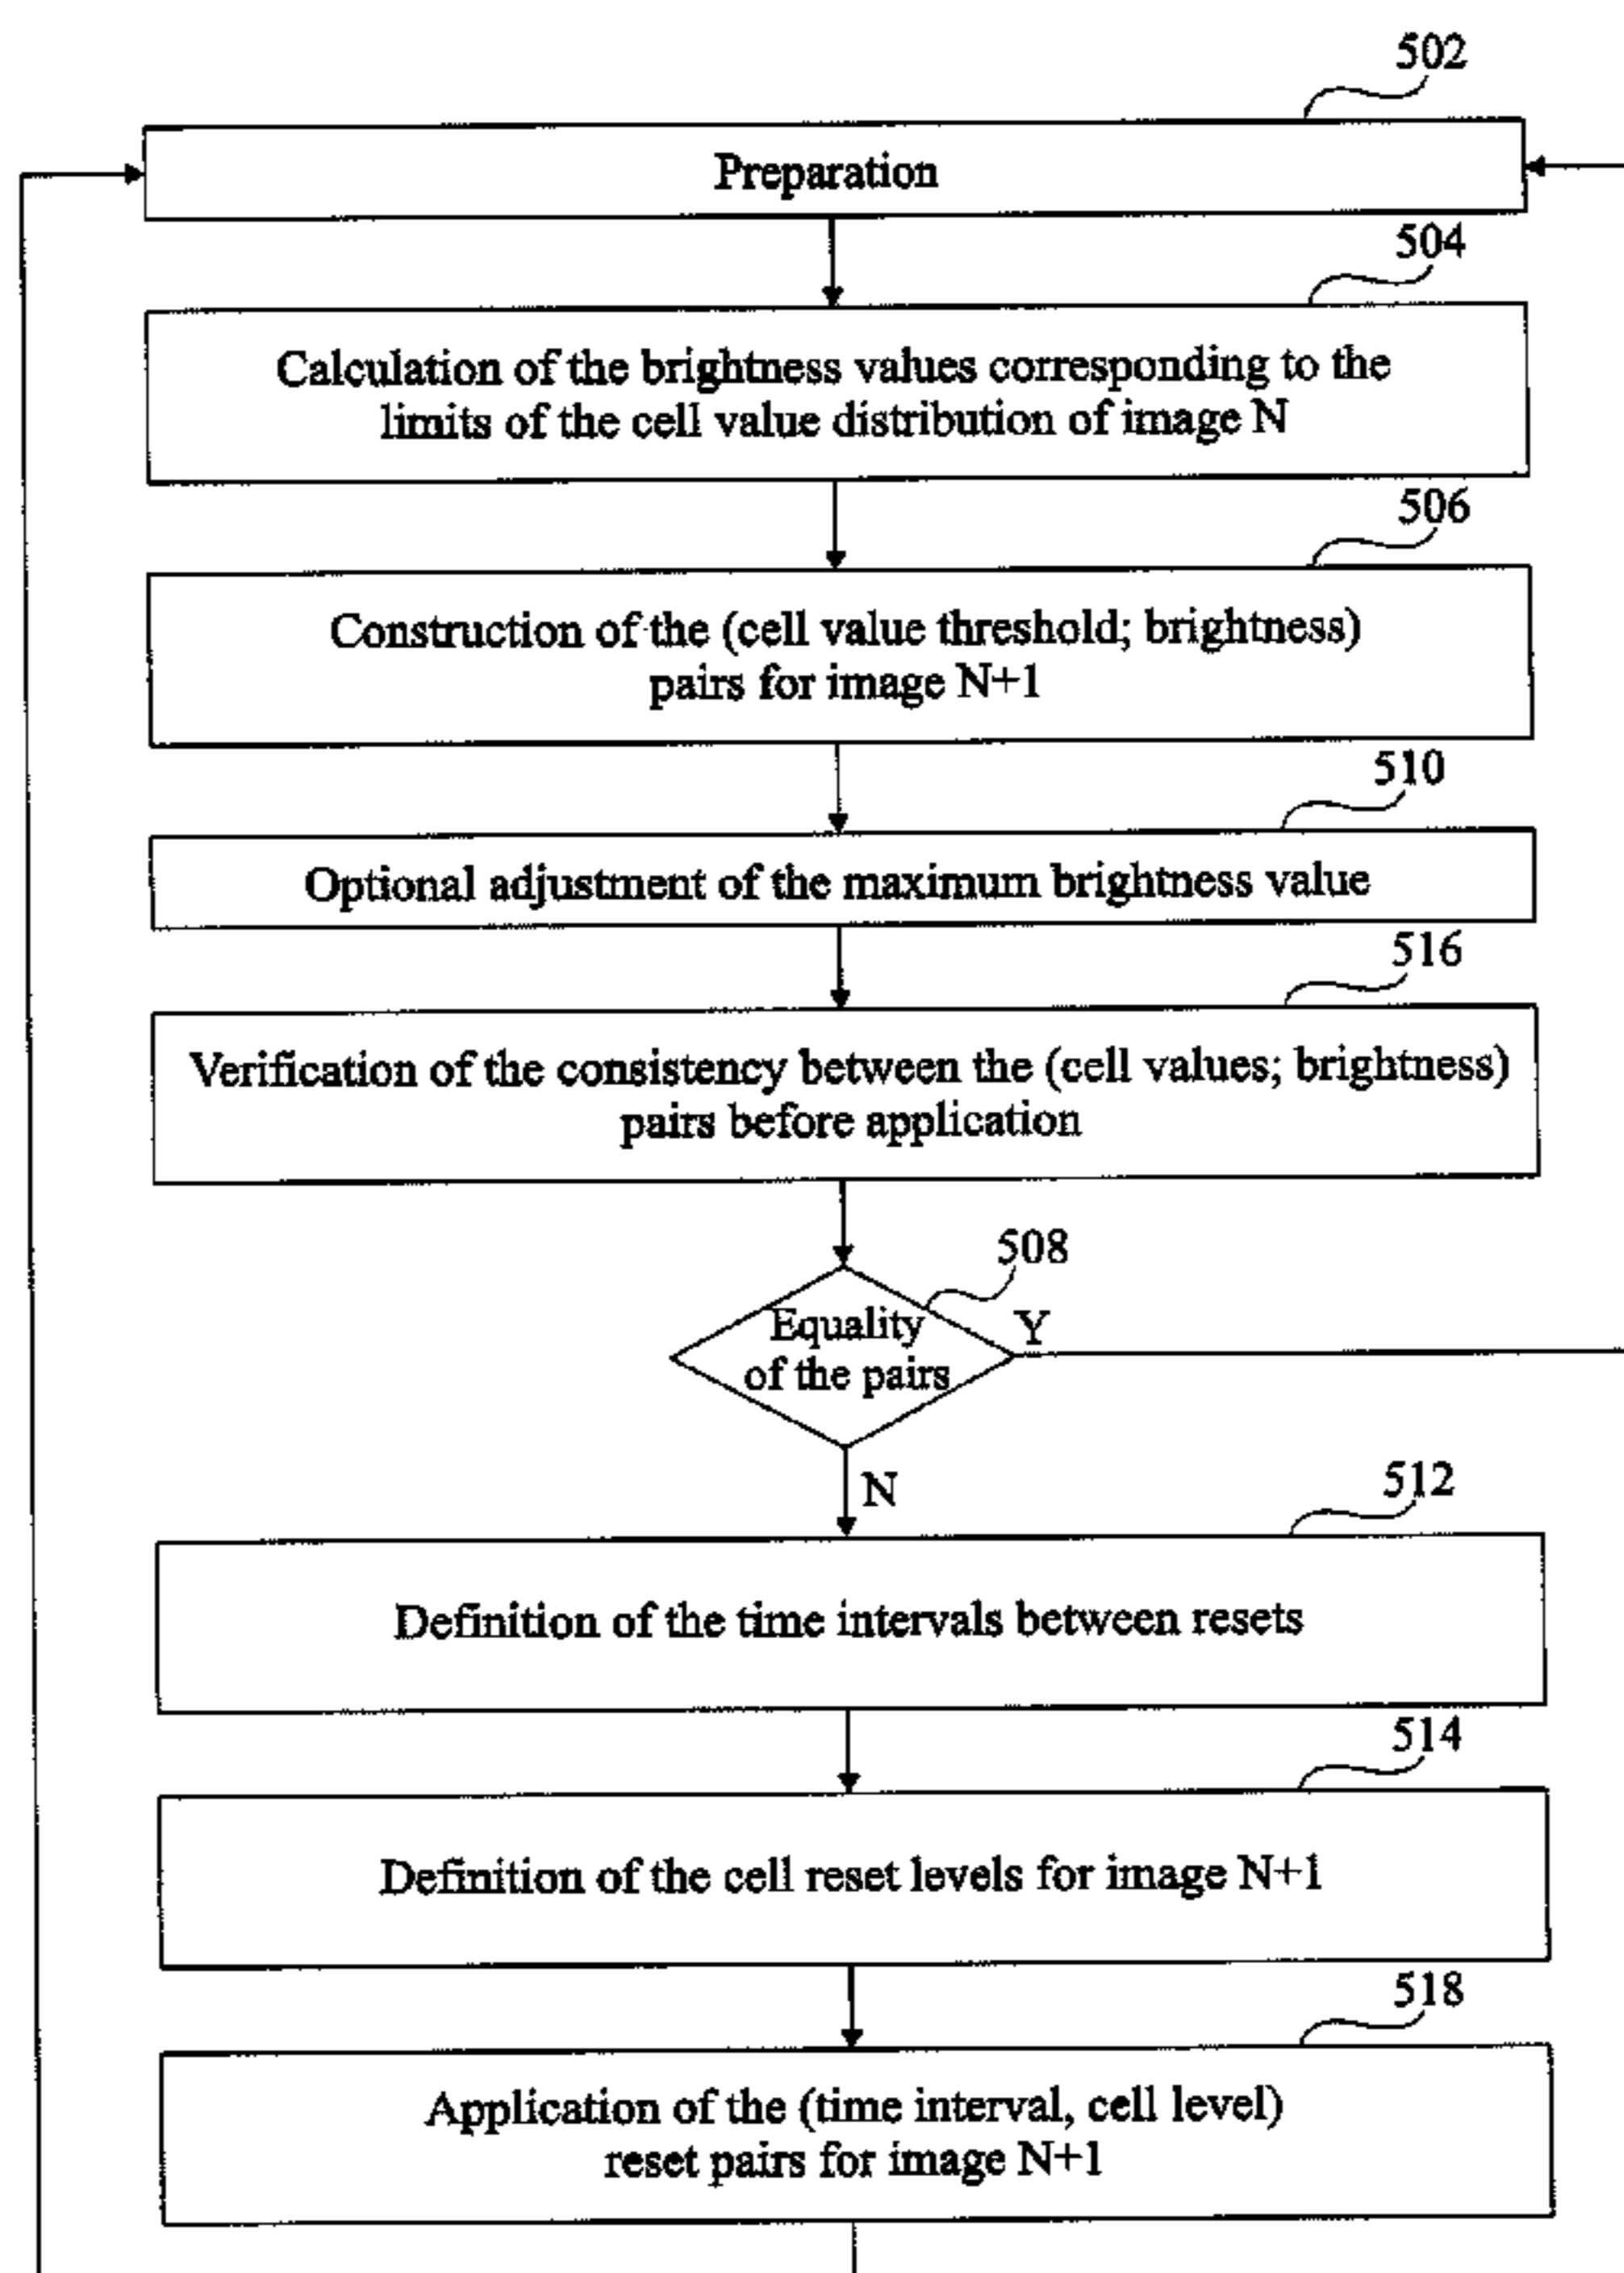 502
Preparation
504
Calculation of the brightness values corresponding to the
limits of the cell value distribution of image N
506
Construction of the (cell value threshold; brightness)
pairs for image N+1
510
Optional adjustment of the maximum brightness value
516
Verification of the consistency between the (cell values; brightness)
pairs before application
508
Equality
of the pairs
Y
N
512
Definition of the time intervals between resets
514
Definition of the cell reset levels for image N+1
518
Application of the (time interval, cell level)
reset pairs for image N+1